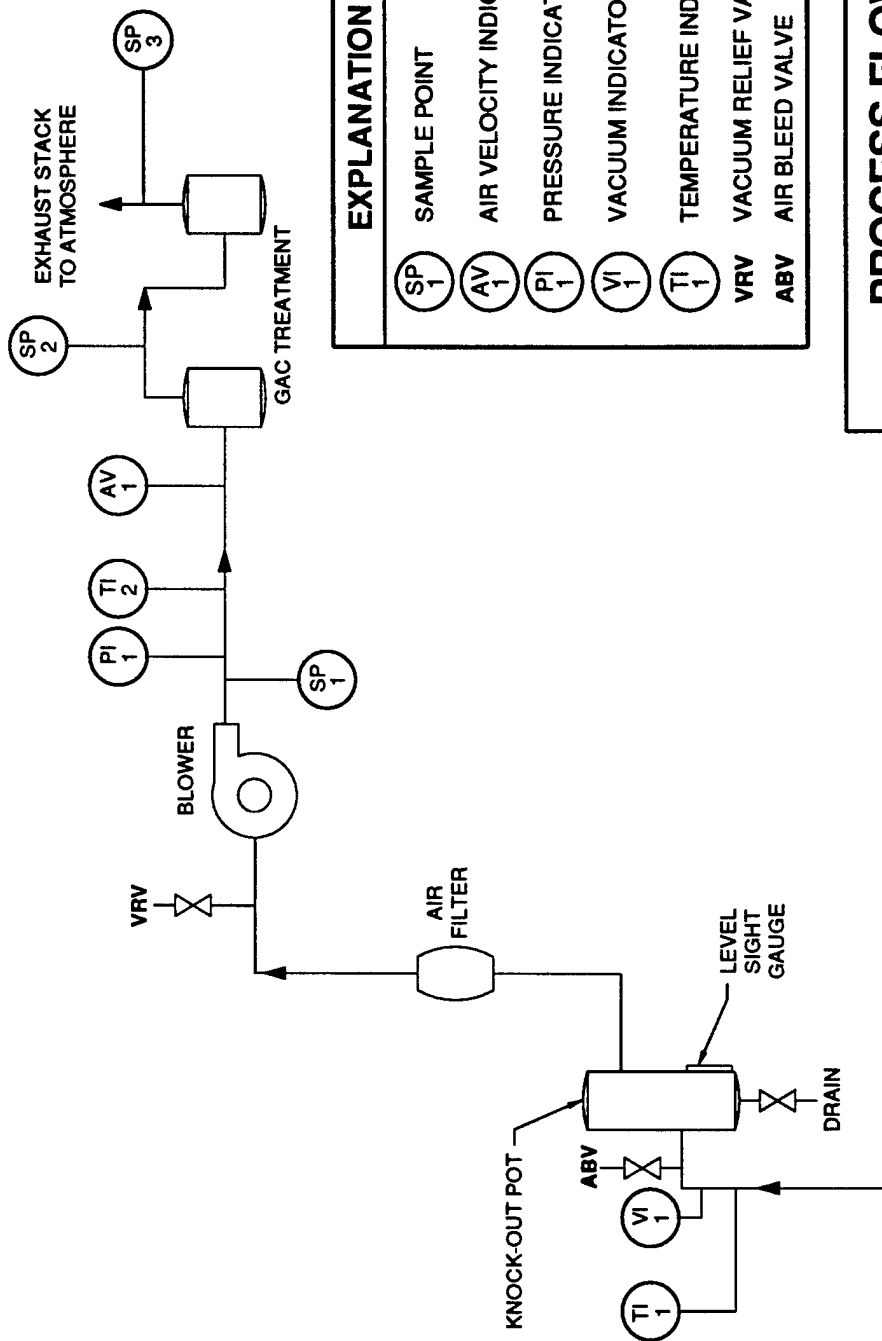 SP
3
EXHAUST STACK
TO ATMOSPHERE
SP
2
GAC TREATMENT
AV
1
TI
2
PI
1
SP
1
BLOWER
VRV
AIR
FILTER
LEVEL
SIGHT
GAUGE
KNOCK-OUT POT
ABV
DRAIN
VI
1
TI
1
EXPLANATION
SP
1
SAMPLE POINT
AV
1
AIR VELOCITY INDIC
PI
1
PRESSURE INDICAT
VI
1
VACUUM INDICATO
TI
1
TEMPERATURE IND
VRV
VACUUM RELIEF VA
ABV
AIR BLEED VALVE
PROCESS FLOW